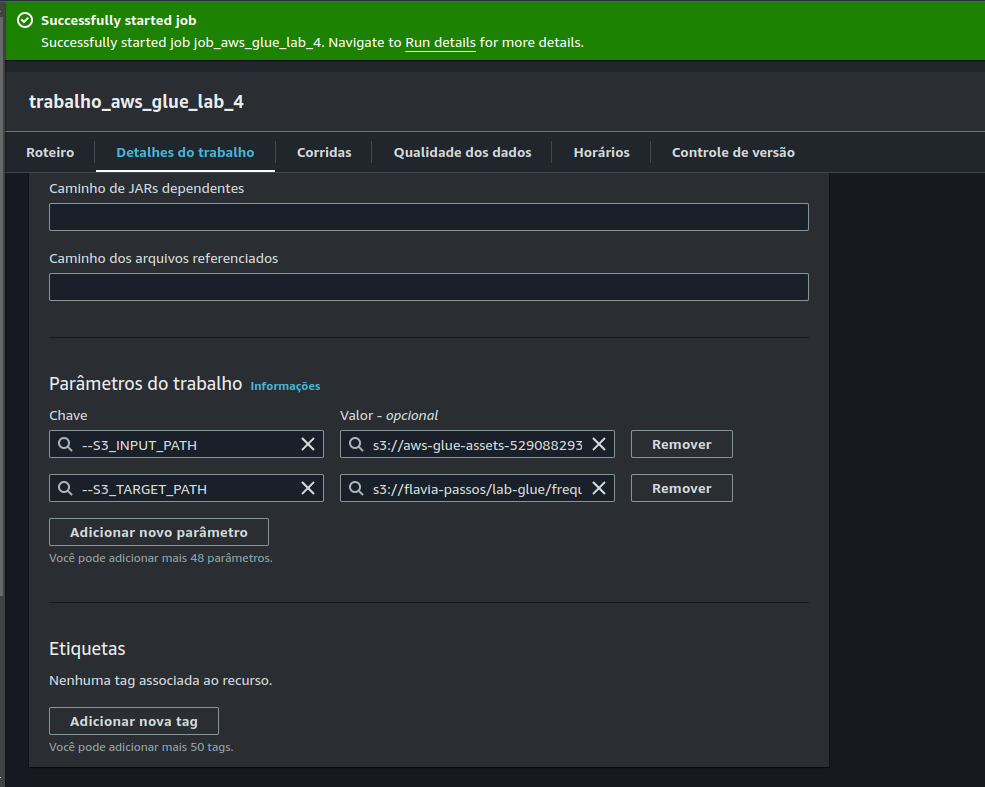 Successfully started job
Successfully started job job_aws_glue_lab_4. Navigate to Run details for more details.
trabalho_aws_glue_lab_4
Roteiro
Detalhes do trabalho
Corridas
Qualidade dos dados
Horários
Controle de versão
Caminho de JARs dependentes
Caminho dos arquivos referenciados
Parâmetros do trabalho Informações
Chave
Valor - opcional
--S3_INPUT_PATH
s3://aws-glue-assets-529088293
Remover
--S3_TARGET_PATH
s3://flavia-passos/lab-glue/frequ
Remover
Adicionar novo parâmetro
Você pode adicionar mais 48 parâmetros.
Etiquetas
Nenhuma tag associada ao recurso.
Adicionar nova tag
Você pode adicionar mais 50 tags.